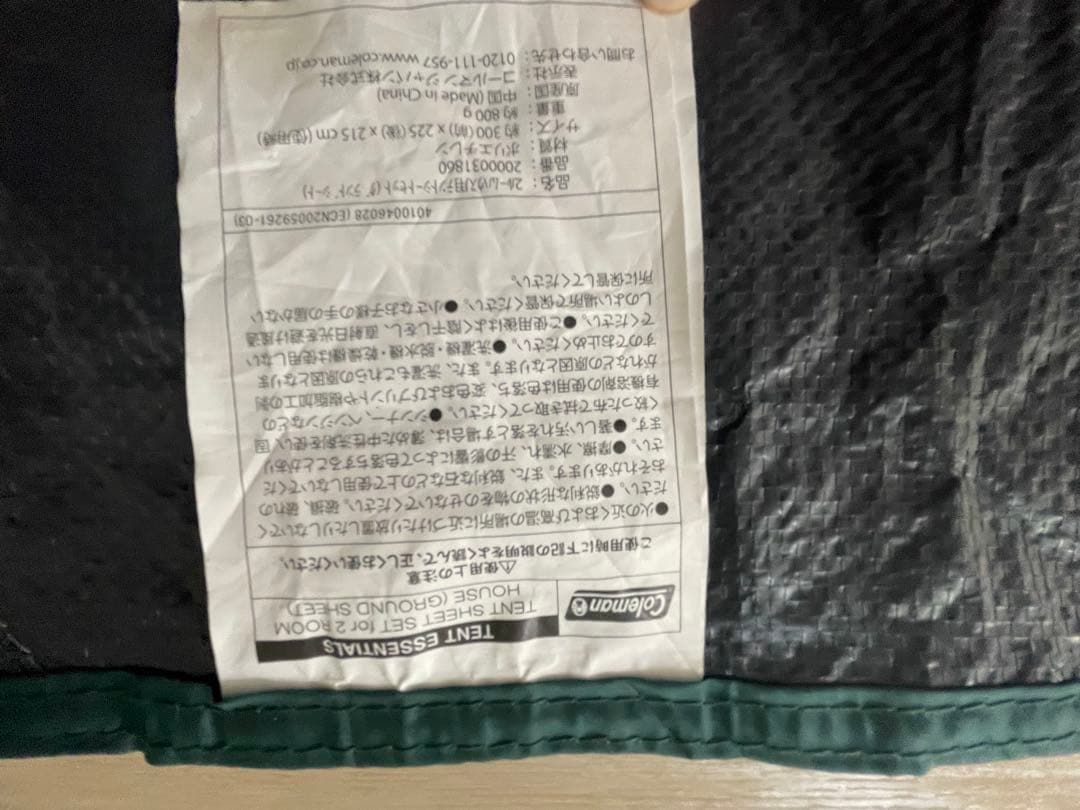 Coleman
TENT ESSENTIALS
TENT SHEET SET for 2 ROOM
HOUSE (GROUND SHEET)
⚠使用上の注意
ご使用時に下記の説明をよく読んで、正しくお使いください。
●火の近くおよび高温の場所に近づけたり放置したりしないでく
ださい。●鋭利な形状の物をのせないでください。破損、破れの
おそれがあります。また、鋭利な石などの上で使用しないでくだ
さい。●摩擦、水濡れ、汗の影響によって色落ちすることがあり
ます。●著しい汚れを落とす場合は、薄めた中性洗剤を使い、固
く絞った布で拭き取ってください。●シンナー、ベンジンなどの
有機溶剤の使用は色落ち、変色およびプリントや樹脂加工の剥
がれなどの原因となります。また、洗濯もこれらの原因となりま
すのでお止めください。●洗濯機・脱水機・乾燥機は使用しない
でください。●ご使用後はよく陰干しをし、直射日光を避け風通
しのよい場所で保管ください。●小さなお子様の手の届かない
所に保管してください。
4010046028 (ECN20059261-03)
品名：2ルームハウス用テントシートセット(グランドシート)
品番：2000031860
材質：ポリエチレン
サイズ：約 300 (前) x 225 (後) x 215 cm (使用時)
重量：約 800 g
原産国：中国 (Made in China)
表示社：コールマン ジャパン株式会社
お問い合わせ先：0120-111-957 www.coleman.co.jp